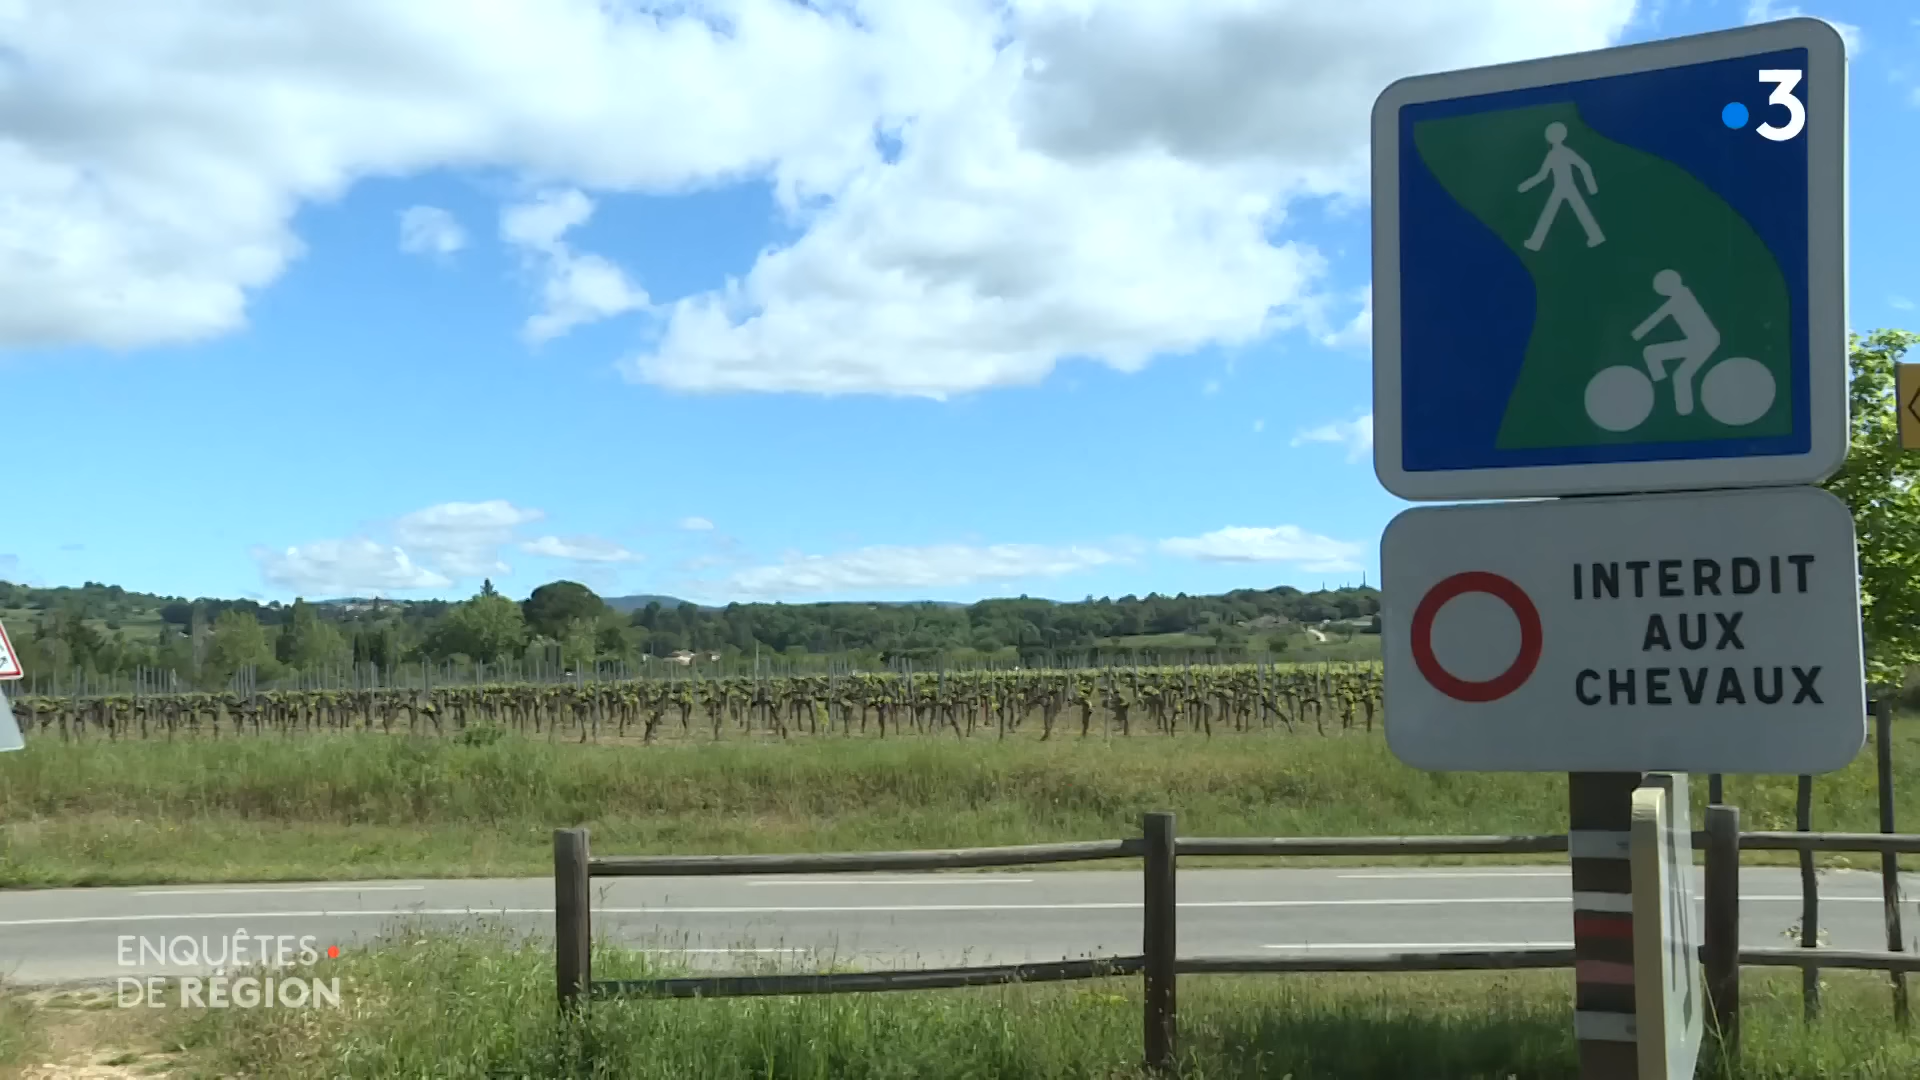 3
INTERDIT
AUX
CHEVAUX
ENQUÊTES
DE RÉGION